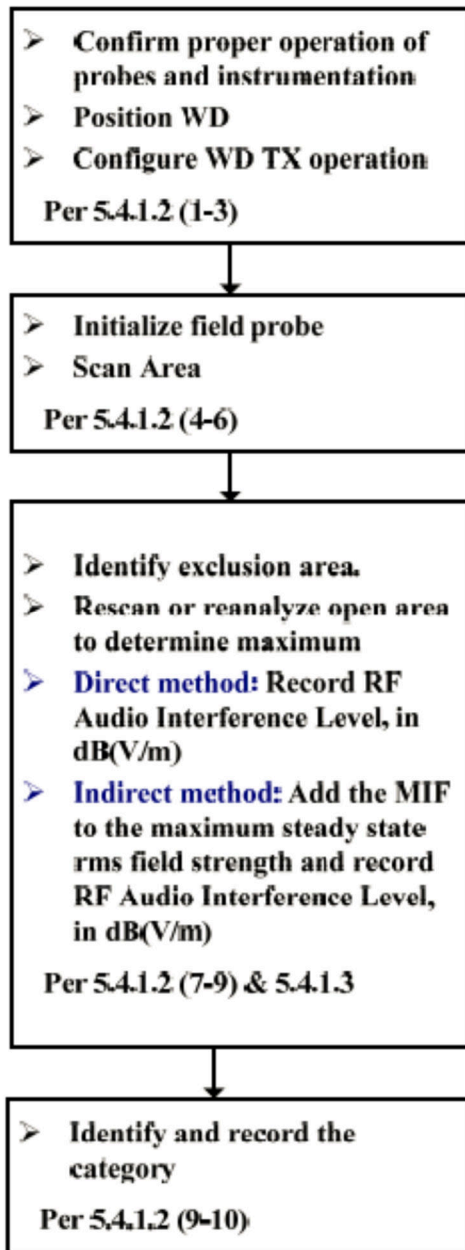 ➢ Confirm proper operation of
probes and instrumentation
➢ Position WD
➢ Configure WD TX operation
Per 5.4.1.2 (1-3)
➢ Initialize field probe
➢ Scan Area
Per 5.4.1.2 (4-6)
➢ Identify exclusion area.
➢ Rescan or reanalyze open area
to determine maximum
➢ Direct method: Record RF
Audio Interference Level, in
dB(V/m)
➢ Indirect method: Add the MIF
to the maximum steady state
rms field strength and record
RF Audio Interference Level,
in dB(V/m)
Per 5.4.1.2 (7-9) & 5.4.1.3
➢ Identify and record the
category
Per 5.4.1.2 (9-10)